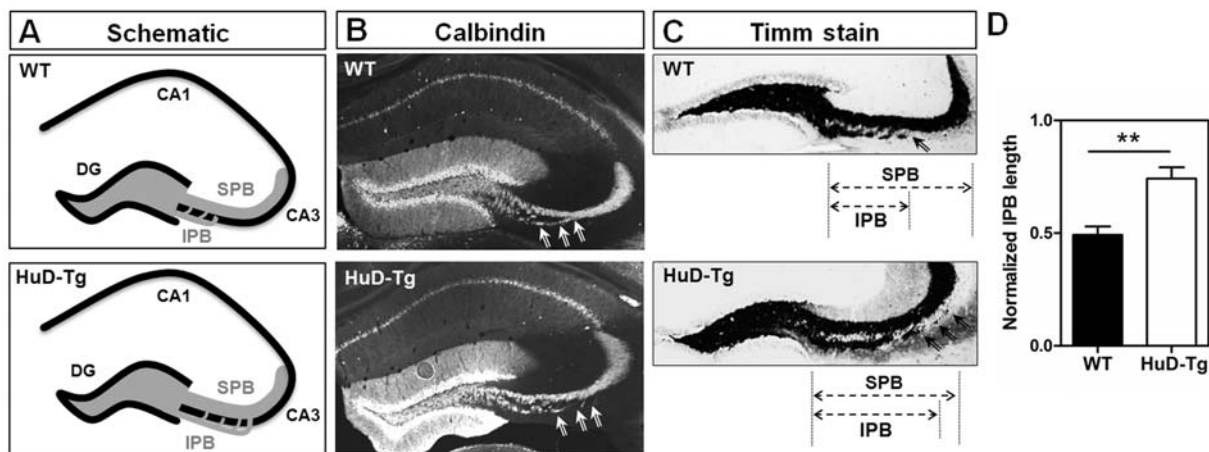 A Schematic
WT
CA1
DG
SPB
IPB
CA3
HuD-Tg
CA1
DG
SPB
IPB
CA3
B Calbindin
WT
HuD-Tg
C Timm stain
WT
SPB
IPB
HuD-Tg
SPB
IPB
D
Normalized IPB length
1.0
0.5
0.0
**
WT HuD-Tg